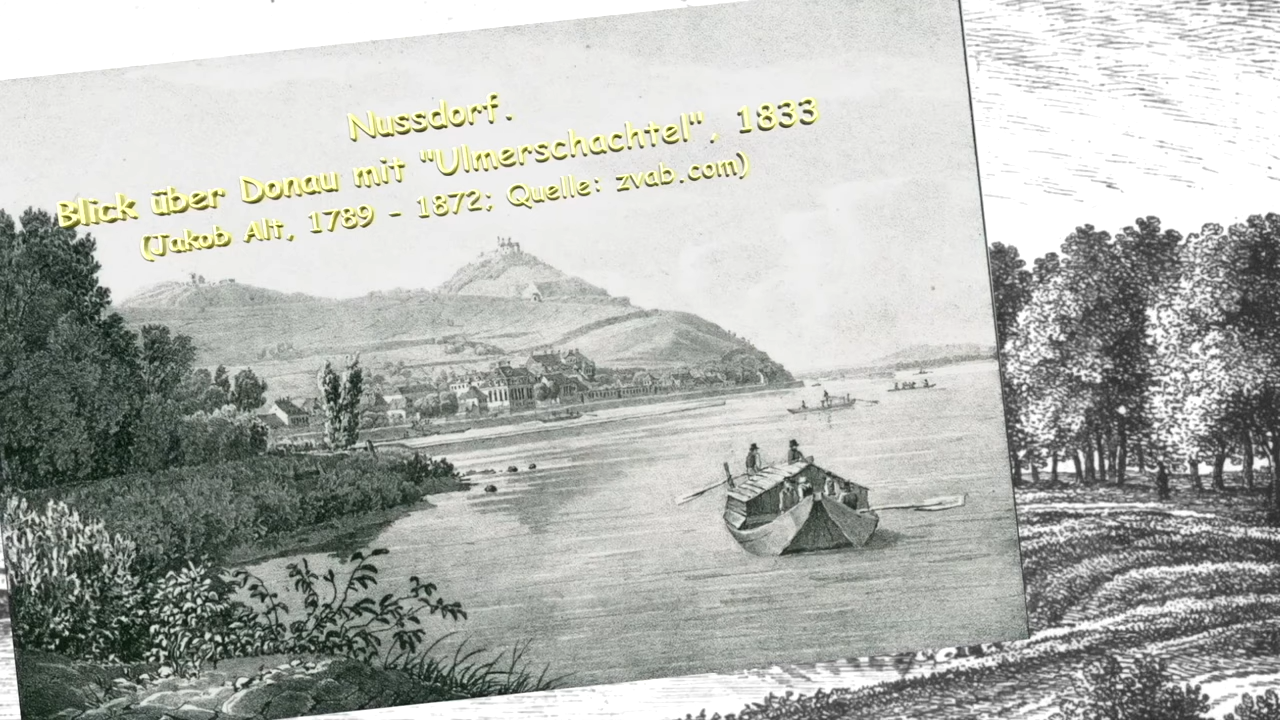 Nussdorf.
Blick über Donau mit "Ulmerschachtel", 1833
(Jakob Alt, 1789 - 1872; Quelle: zvab.com)